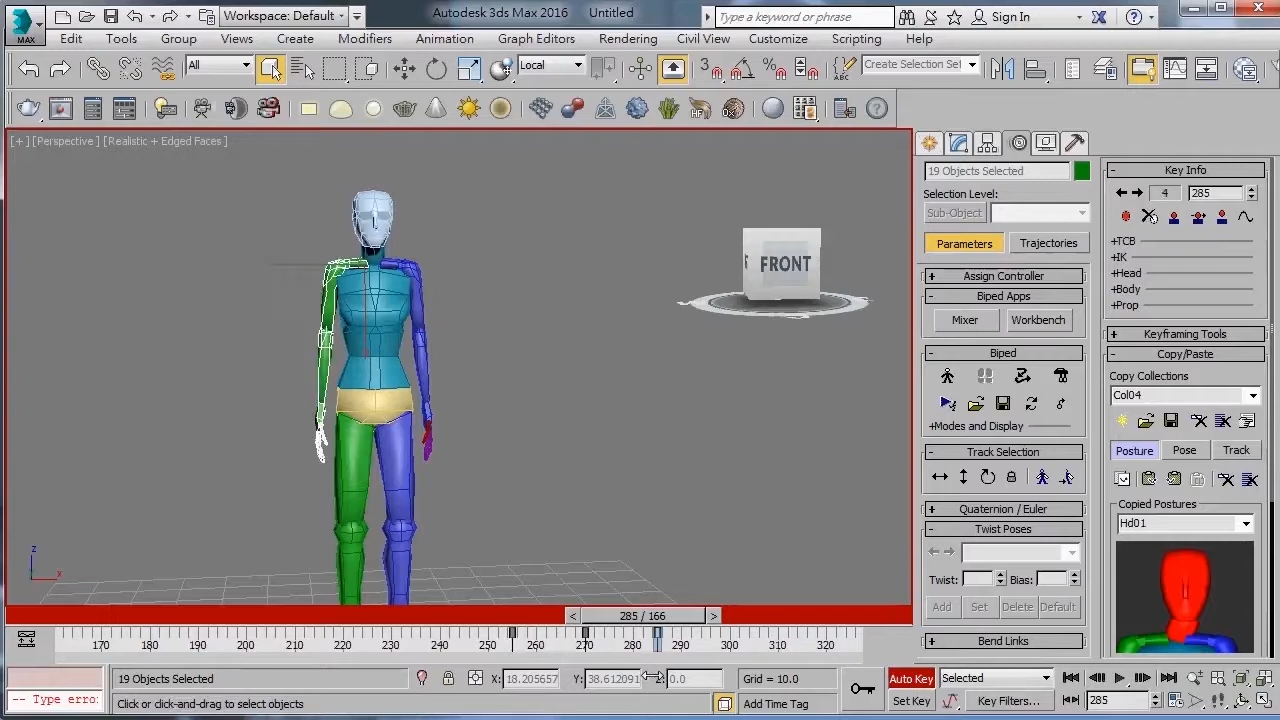 Workspace: Default
Autodesk 3ds Max 2016
Untitled
Type a keyword or phrase
Sign In
MAX
Edit
Tools
Group
Views
Create
Modifiers
Animation
Graph Editors
Rendering
Civil View
Customize
Scripting
Help
All
Local
Create Selection Set
[+] [Perspective ] [Realistic + Edged Faces ]
FRONT
z
x
285 / 166
170 180 190 200 210 220 230 240 250 260 270 280 290 300 310 320
19 Objects Selected
Selection Level:
Sub-Object
Parameters
Trajectories
+ Assign Controller
- Biped Apps
Mixer
Workbench
- Biped
+Modes and Display
- Track Selection
+ Quaternion / Euler
- Twist Poses
Twist:
Bias:
Add
Set
Delete
Default
+ Bend Links
- Key Info
4
285
+TCB
+IK
+Head
+Body
+Prop
+ Keyframing Tools
- Copy/Paste
Copy Collections
Col04
Posture
Pose
Track
- Copied Postures
Hd01
19 Objects Selected
X: 18.205657
Y: 38.612091
0.0
Grid = 10.0
Auto Key
Selected
-- Type erro:
Click or click-and-drag to select objects
Add Time Tag
Set Key
Key Filters...
285